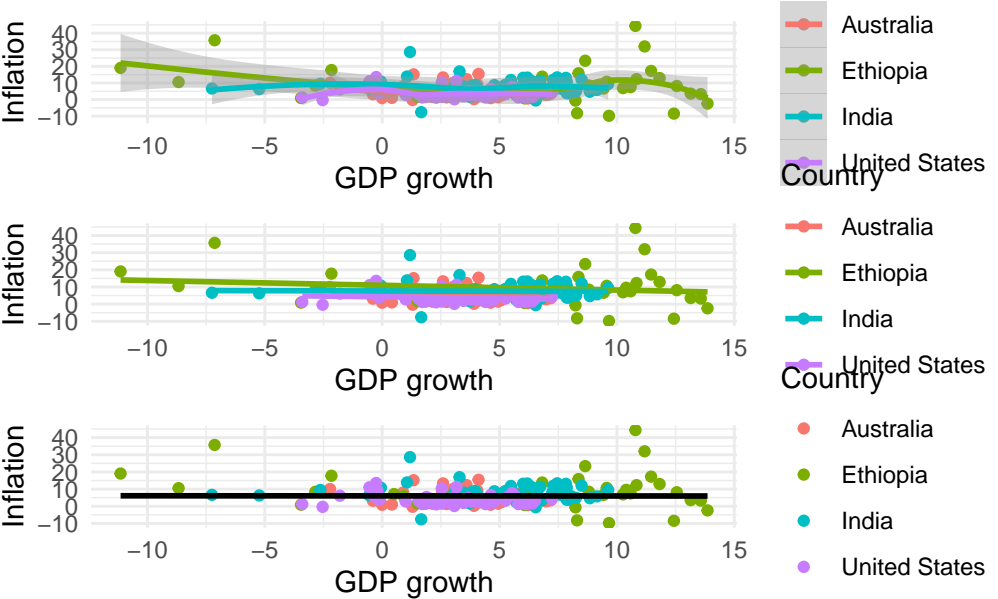 Inflation
40
30
20
10
0
−10
−10 −5 0 5 10 15
GDP growth
Australia
Ethiopia
India
United States
Country
Inflation
40
30
20
10
0
−10
−10 −5 0 5 10 15
GDP growth
Australia
Ethiopia
India
United States
Country
Inflation
40
30
20
10
0
−10
−10 −5 0 5 10 15
GDP growth
Australia
Ethiopia
India
United States